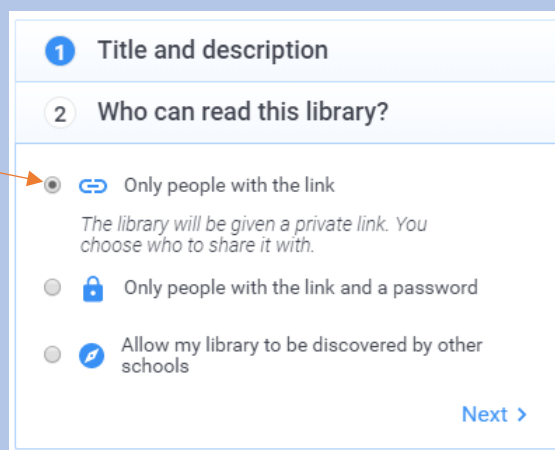 1 Title and description
2 Who can read this library?
Only people with the link
The library will be given a private link. You
choose who to share it with.
Only people with the link and a password
Allow my library to be discovered by other
schools
Next >